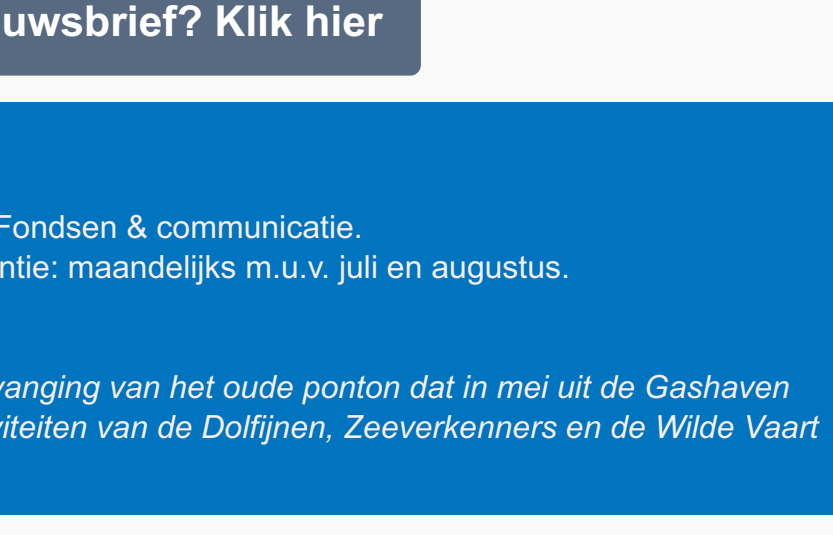 uwsbrief? Klik hier
Fondsen & communicatie.
ntie: maandelijks m.u.v. juli en augustus.
vanging van het oude ponton dat in mei uit de Gashaven
viteiten van de Dolfijnen, Zeeverkenners en de Wilde Vaart